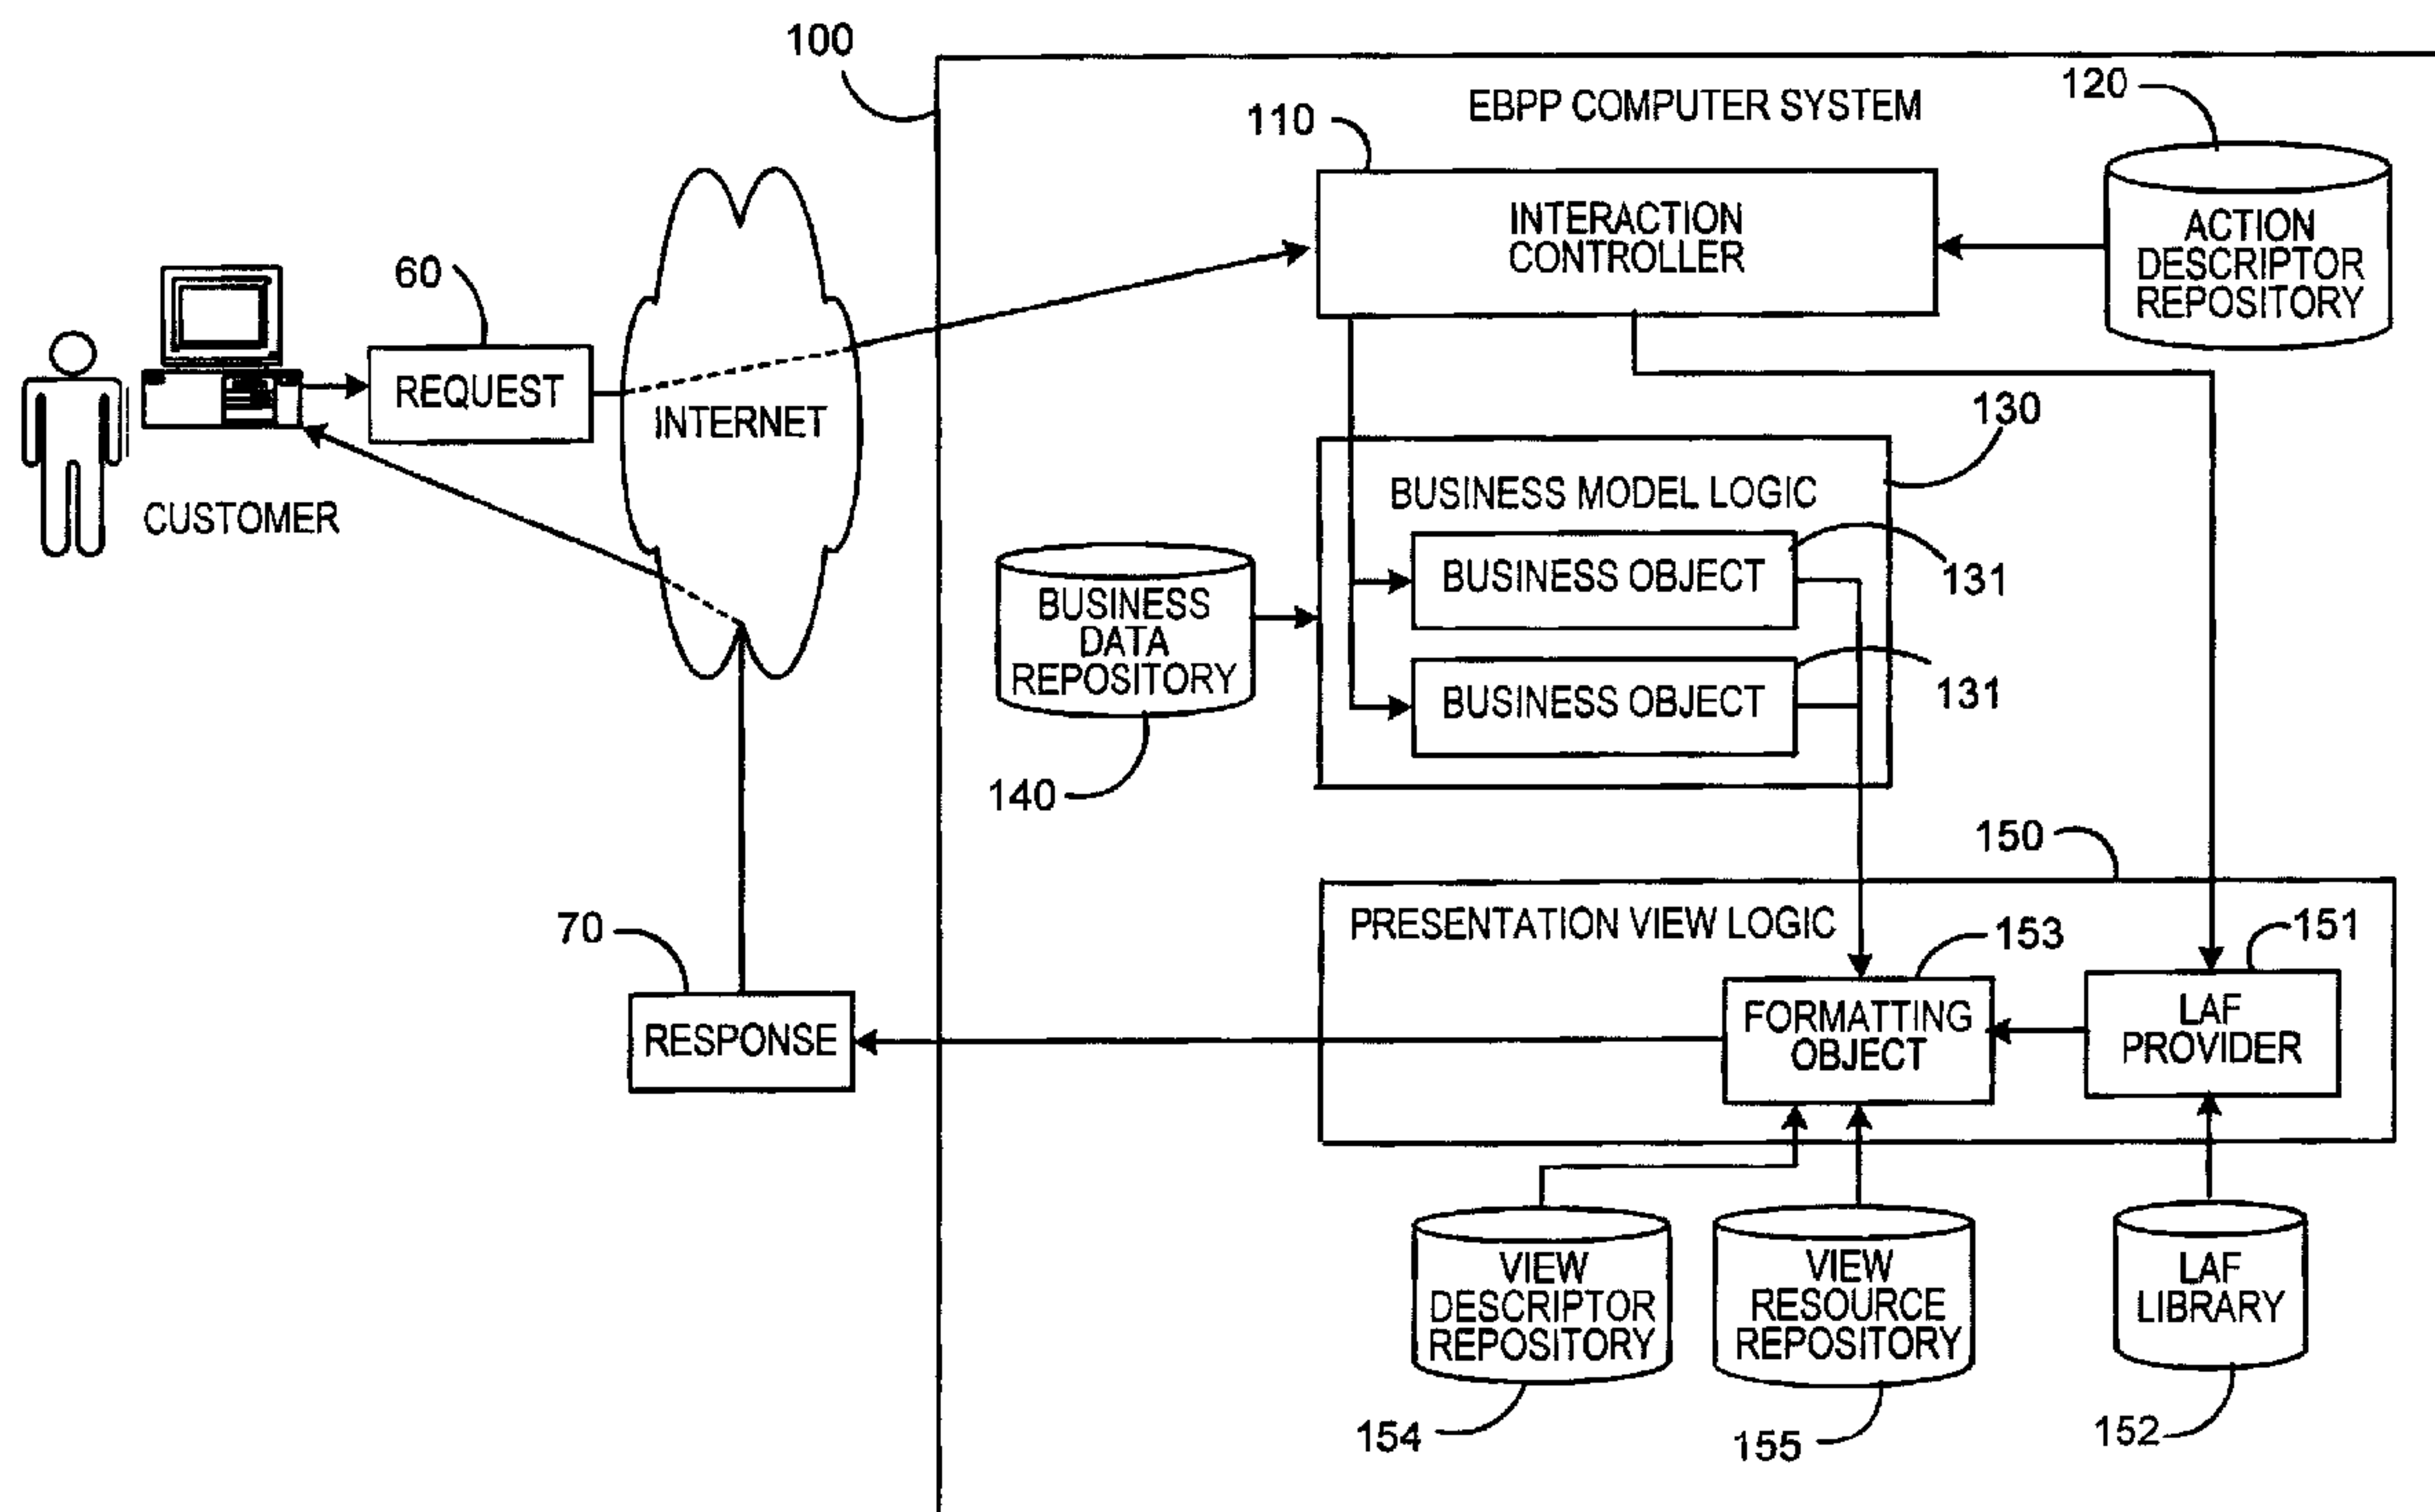 100
EBPP COMPUTER SYSTEM
120
110
INTERACTION
CONTROLLER
ACTION
DESCRIPTOR
REPOSITORY
60
REQUEST
INTERNET
CUSTOMER
130
BUSINESS MODEL LOGIC
BUSINESS OBJECT
131
BUSINESS
DATA
REPOSITORY
BUSINESS OBJECT
131
140
150
PRESENTATION VIEW LOGIC
153
151
70
RESPONSE
FORMATTING
OBJECT
LAF
PROVIDER
VIEW
DESCRIPTOR
REPOSITORY
VIEW
RESOURCE
REPOSITORY
LAF
LIBRARY
154
155
152